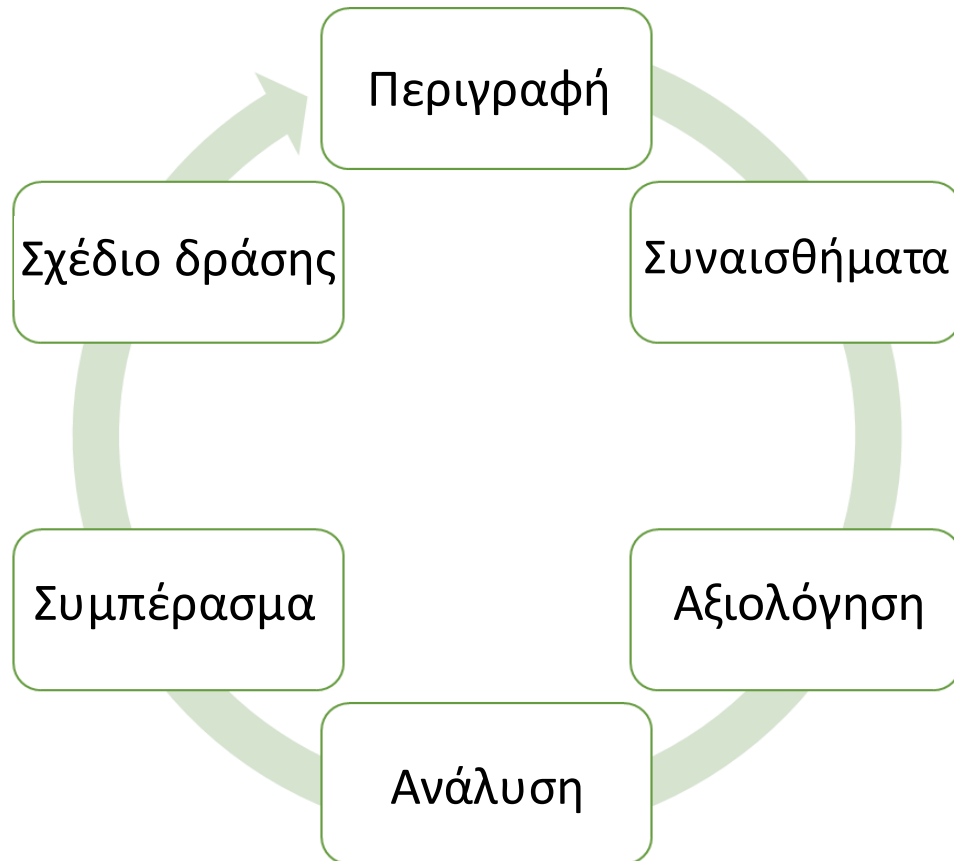 Περιγραφή
Συναισθήματα
Αξιολόγηση
Ανάλυση
Συμπέρασμα
Σχέδιο δράσης